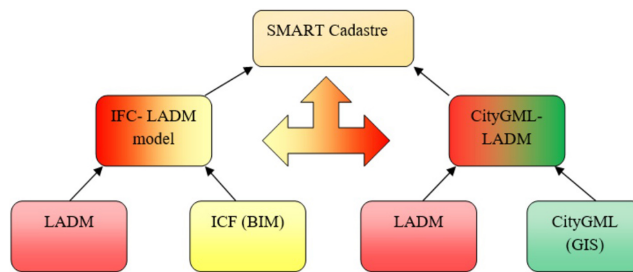 SMART Cadastre
IFC- LADM
model
CityGML-
LADM
LADM
ICF (BIM)
LADM
CityGML
(GIS)